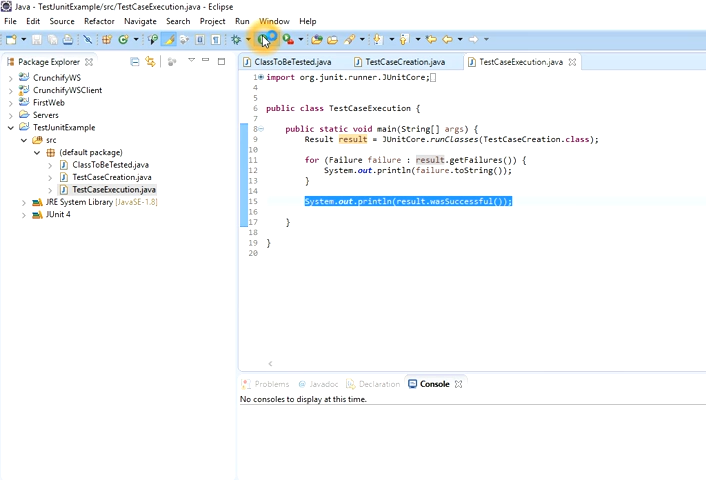 Java - TestJunitExample/src/TestCaseExecution.java - Eclipse
File Edit Source Refactor Navigate Search Project Run Window Help
Package Explorer
CrunchifyWS
CrunchifyWSClient
FirstWeb
Servers
TestJunitExample
src
(default package)
ClassToBeTested.java
TestCaseCreation.java
TestCaseExecution.java
JRE System Library [JavaSE-1.8]
JUnit 4
ClassToBeTested.java TestCaseCreation.java TestCaseExecution.java
1 import org.junit.runner.JUnitCore;
4
5
6 public class TestCaseExecution {
7
8 public static void main(String[] args) {
9 Result result = JUnitCore.runClasses(TestCaseCreation.class);
10
11 for (Failure failure : result.getFailures()) {
12 System.out.println(failure.toString());
13 }
14
15 System.out.println(result.wasSuccessful());
16
17 }
18
19 }
20
Problems Javadoc Declaration Console
No consoles to display at this time.